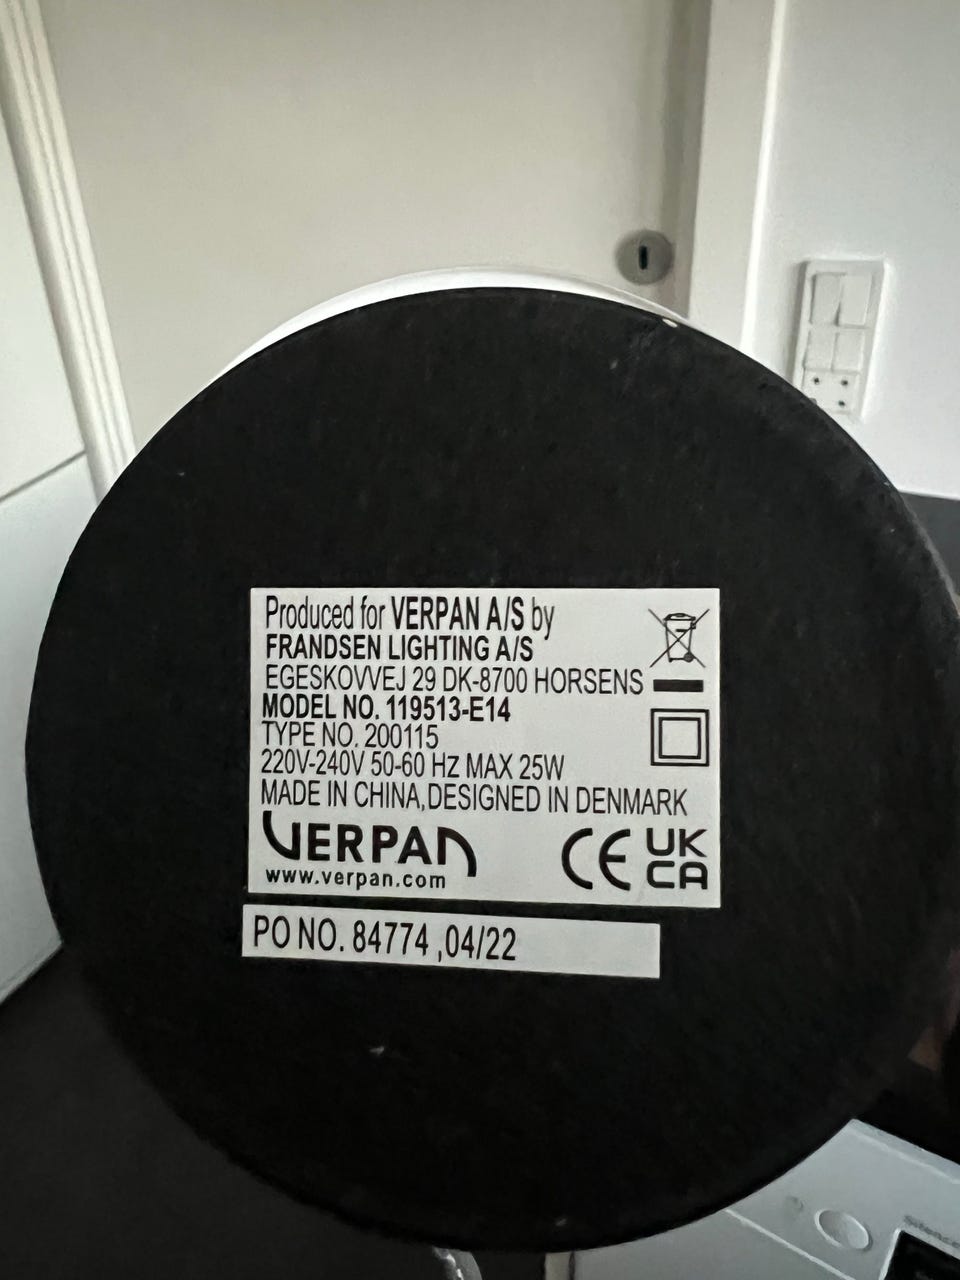 Produced for VERPAN A/S by
FRANDSEN LIGHTING A/S
EGESKOVVEJ 29 DK-8700 HORSENS
MODEL NO. 119513-E14
TYPE NO. 200115
220V-240V 50-60 HZ MAX 25W
MADE IN CHINA,DESIGNED IN DENMARK
VERPAN
www.verpan.com
CE UK
CA
PO NO. 84774 ,04/22
Silence